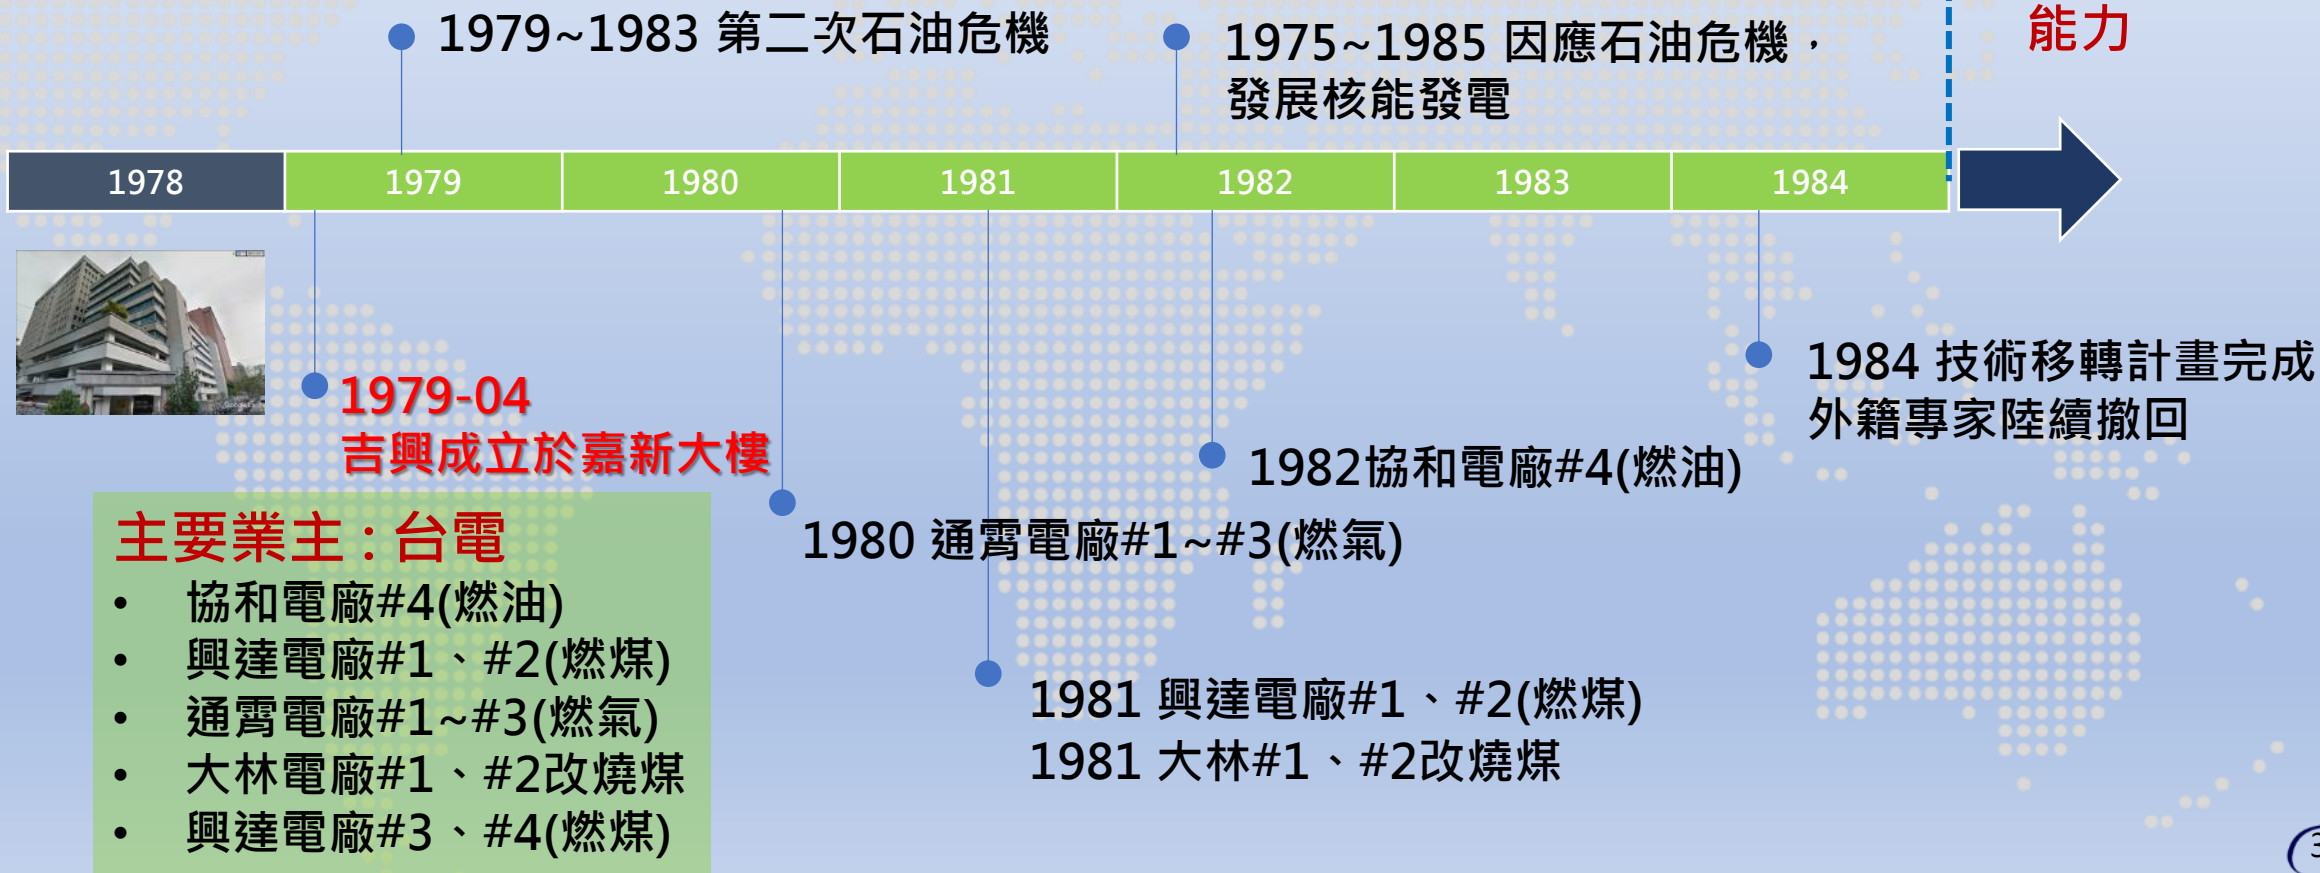 能力
1979~1983 第二次石油危機
1975~1985 因應石油危機，
發展核能發電
1978 1979 1980 1981 1982 1983 1984
1979-04
吉興成立於嘉新大樓
1984 技術移轉計畫完成
外籍專家陸續撤回
1982協和電廠#4(燃油)
1980 通霄電廠#1~#3(燃氣)
1981 興達電廠#1、#2(燃煤)
1981 大林#1、#2改燒煤
主要業主：台電
• 協和電廠#4(燃油)
• 興達電廠#1、#2(燃煤)
• 通霄電廠#1~#3(燃氣)
• 大林電廠#1、#2改燒煤
• 興達電廠#3、#4(燃煤)